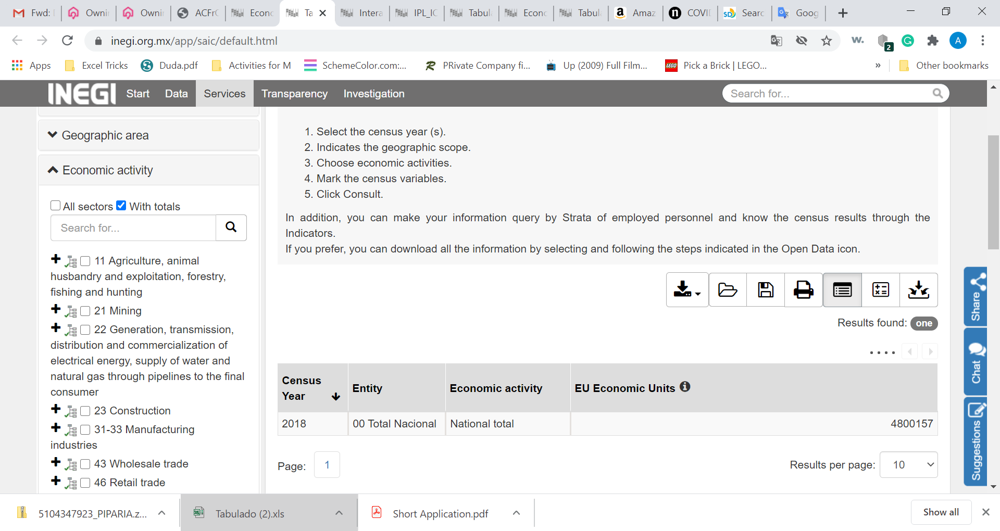 Fwd:
Owni
Owni
ACFrC
Econo
Ta
Intera
IPL_IC
Tabul
Econo
Tabul
Amaz
COVI
Searc
Goog
inegi.org.mx/app/saic/default.html
w.
2
A
Apps
Excel Tricks
Duda.pdf
Activities for M
SchemeColor.com:...
PRivate Company fi...
Up (2009) Full Film...
LEGO
Pick a Brick | LEGO...
»
Other bookmarks
INEGI
Start
Data
Services
Transparency
Investigation
Search for...
Geographic area
Economic activity
All sectors
With totals
Search for...
11 Agriculture, animal
husbandry and exploitation, forestry,
fishing and hunting
21 Mining
22 Generation, transmission,
distribution and commercialization of
electrical energy, supply of water and
natural gas through pipelines to the final
consumer
23 Construction
31-33 Manufacturing
industries
43 Wholesale trade
46 Retail trade
1. Select the census year (s).
2. Indicates the geographic scope.
3. Choose economic activities.
4. Mark the census variables.
5. Click Consult.
In addition, you can make your information query by Strata of employed personnel and know the census results through the
Indicators.
If you prefer, you can download all the information by selecting and following the steps indicated in the Open Data icon.
Results found: one
....
Census
Year
Entity
Economic activity
EU Economic Units
2018
00 Total Nacional
National total
4800157
Page:
1
Results per page:
10
Share
Chat
Suggestions
5104347923_PIPARIA.z...
Tabulado (2).xls
Short Application.pdf
Show all